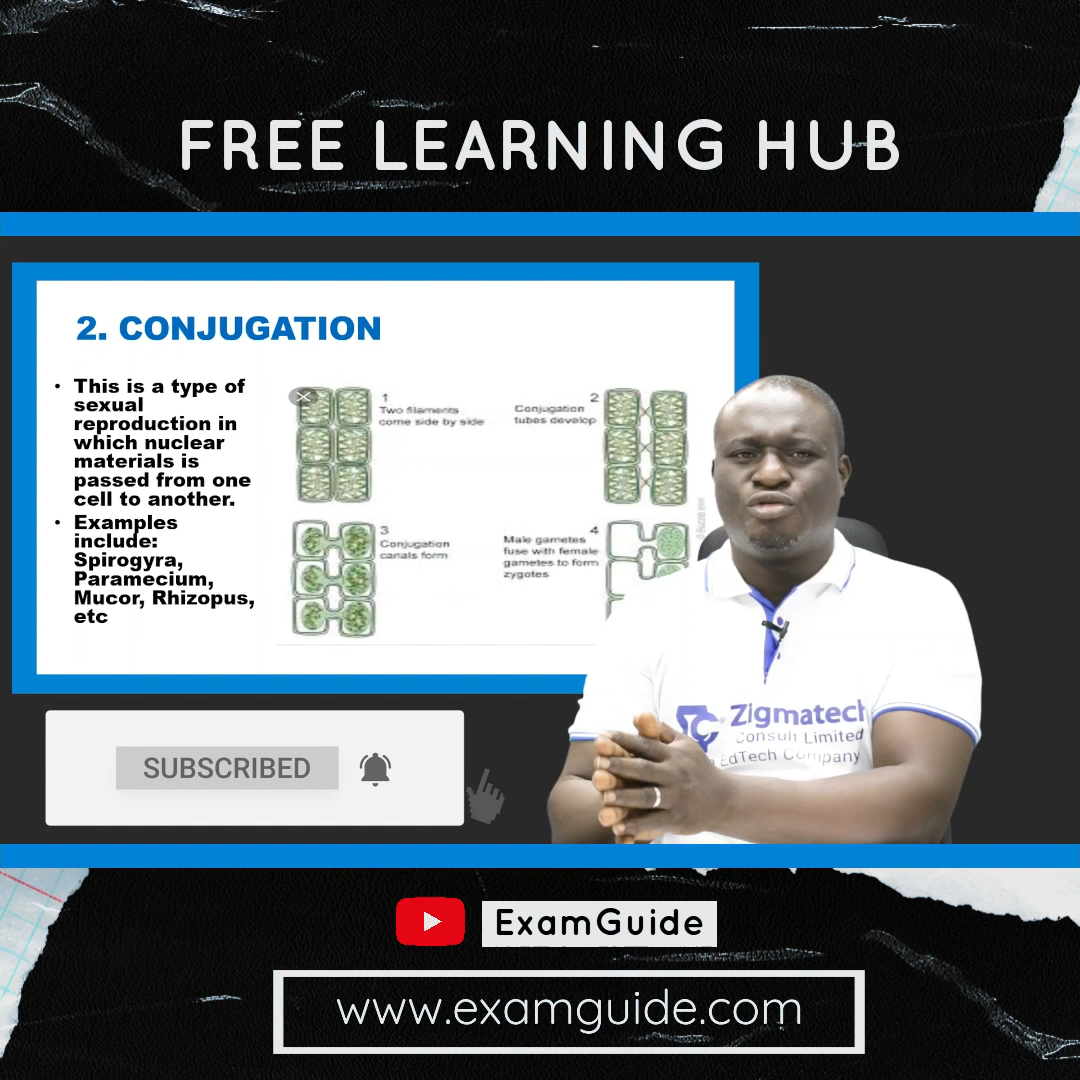 FREE LEARNING HUB
2. CONJUGATION
• This is a type of
sexual
reproduction in
which nuclear
materials is
passed from one
cell to another.
• Examples
include:
Spirogyra,
Paramecium,
Mucor, Rhizopus,
etc
1
Two filaments
come side by side
2
Conjugation
tubes develop
3
Conjugation
canals form
4
Male gametes
fuse with female
gametes to form
zygotes
Zigmatech
Consult Limited
EdTech Company
SUBSCRIBED
ExamGuide
www.examguide.com